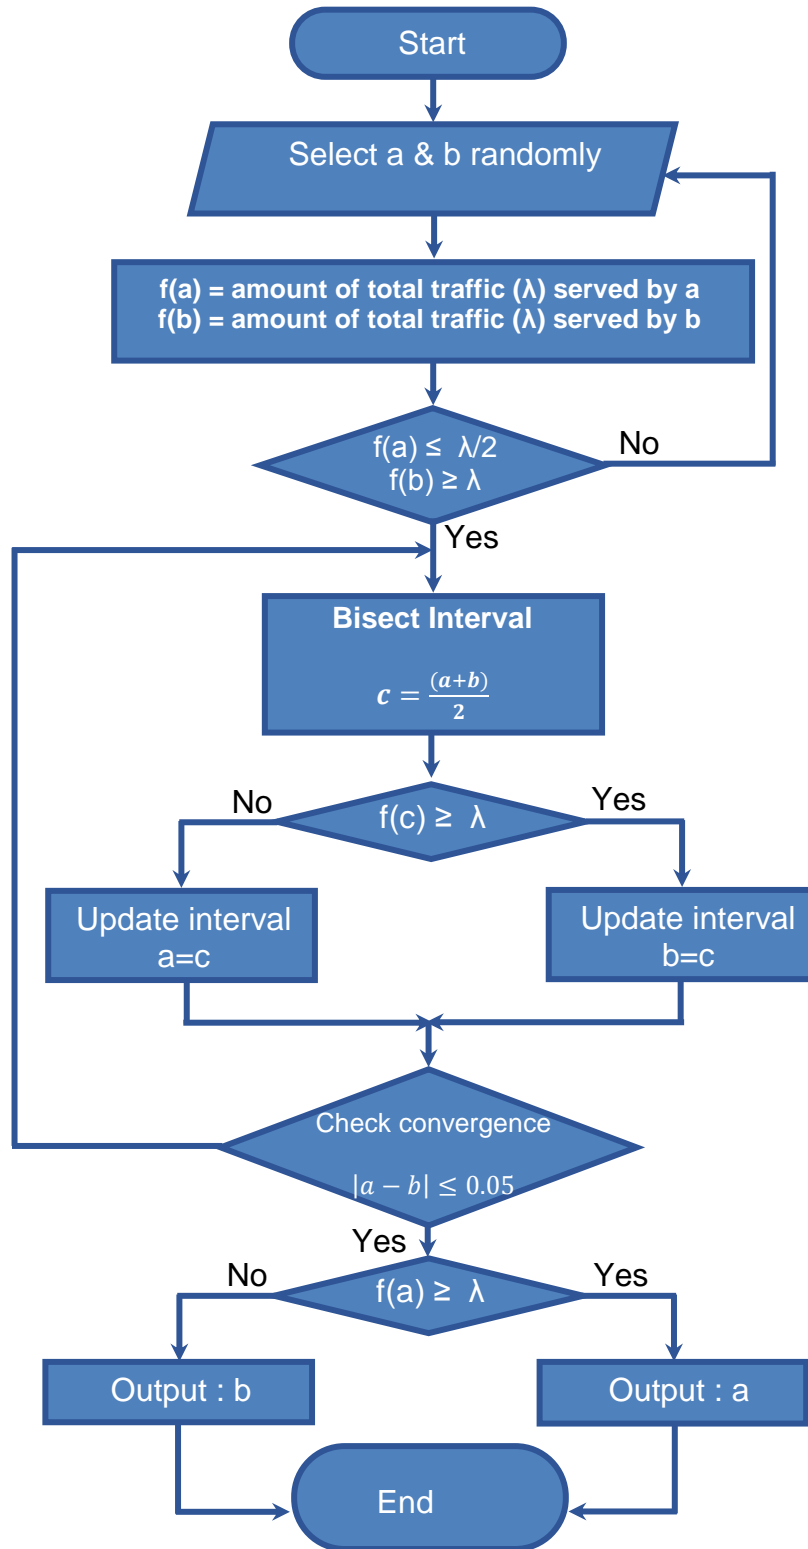 Start
Select a & b randomly
f(a) = amount of total traffic (λ) served by a
f(b) = amount of total traffic (λ) served by b
f(a) ≤ λ/2
f(b) ≥ λ
No
Yes
Bisect Interval
c = (a+b)/2
f(c) ≥ λ
No
Yes
Update interval
a=c
Update interval
b=c
Check convergence
|a − b| ≤ 0.05
Yes
f(a) ≥ λ
No
Yes
Output : b
Output : a
End